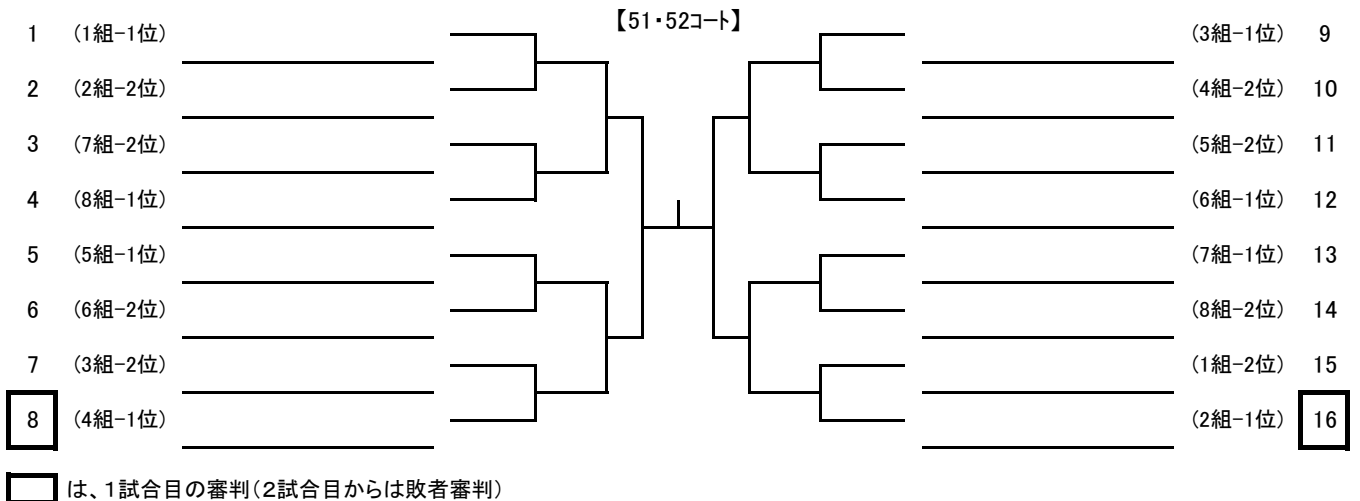 【51・52コート】
1 (1組-1位)
2 (2組-2位)
3 (7組-2位)
4 (8組-1位)
5 (5組-1位)
6 (6組-2位)
7 (3組-2位)
8 (4組-1位)
(3組-1位) 9
(4組-2位) 10
(5組-2位) 11
(6組-1位) 12
(7組-1位) 13
(8組-2位) 14
(1組-2位) 15
(2組-1位) 16
は、1試合目の審判(2試合目からは敗者審判)